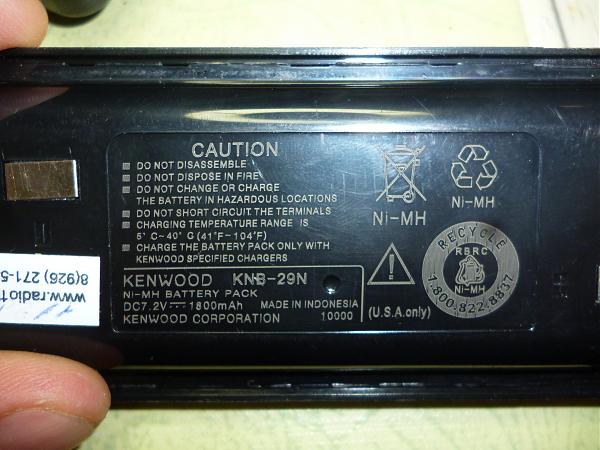 CAUTION
DO NOT DISASSEMBLE
DO NOT DISPOSE IN FIRE
DO NOT CHANGE OR CHARGE
THE BATTERY IN HAZARDOUS LOCATIONS
DO NOT SHORT CIRCUIT THE TERMINALS
CHARGING TEMPERATURE RANGE IS
5° C-40° C (41°F-104°F)
CHARGE THE BATTERY PACK ONLY WITH
KENWOOD SPECIFIED CHARGERS
Ni-MH
Ni-MH
KENWOOD KNB-29N
Ni-MH BATTERY PACK
DC7.2V 1800mAh MADE IN INDONESIA
KENWOOD CORPORATION 10000
!
(U.S.A.only)
RECYCLE
RBRC
Ni-MH
1.800.822.8837
8(926) 271-5